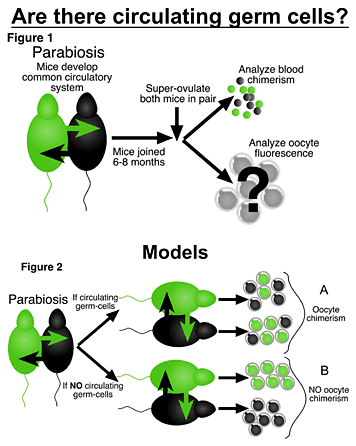 Are there circulating germ cells?
Figure 1
Parabiosis
Mice develop
common circulatory
system
Super-ovulate
both mice in pair
Analyze blood
chimerism
Mice joined
6-8 months
Analyze oocyte
fluorescence
?
Models
Figure 2
Parabiosis
If circulating
germ-cells
If NO circulating
germ-cells
A
Oocyte
chimerism
B
NO oocyte
chimerism